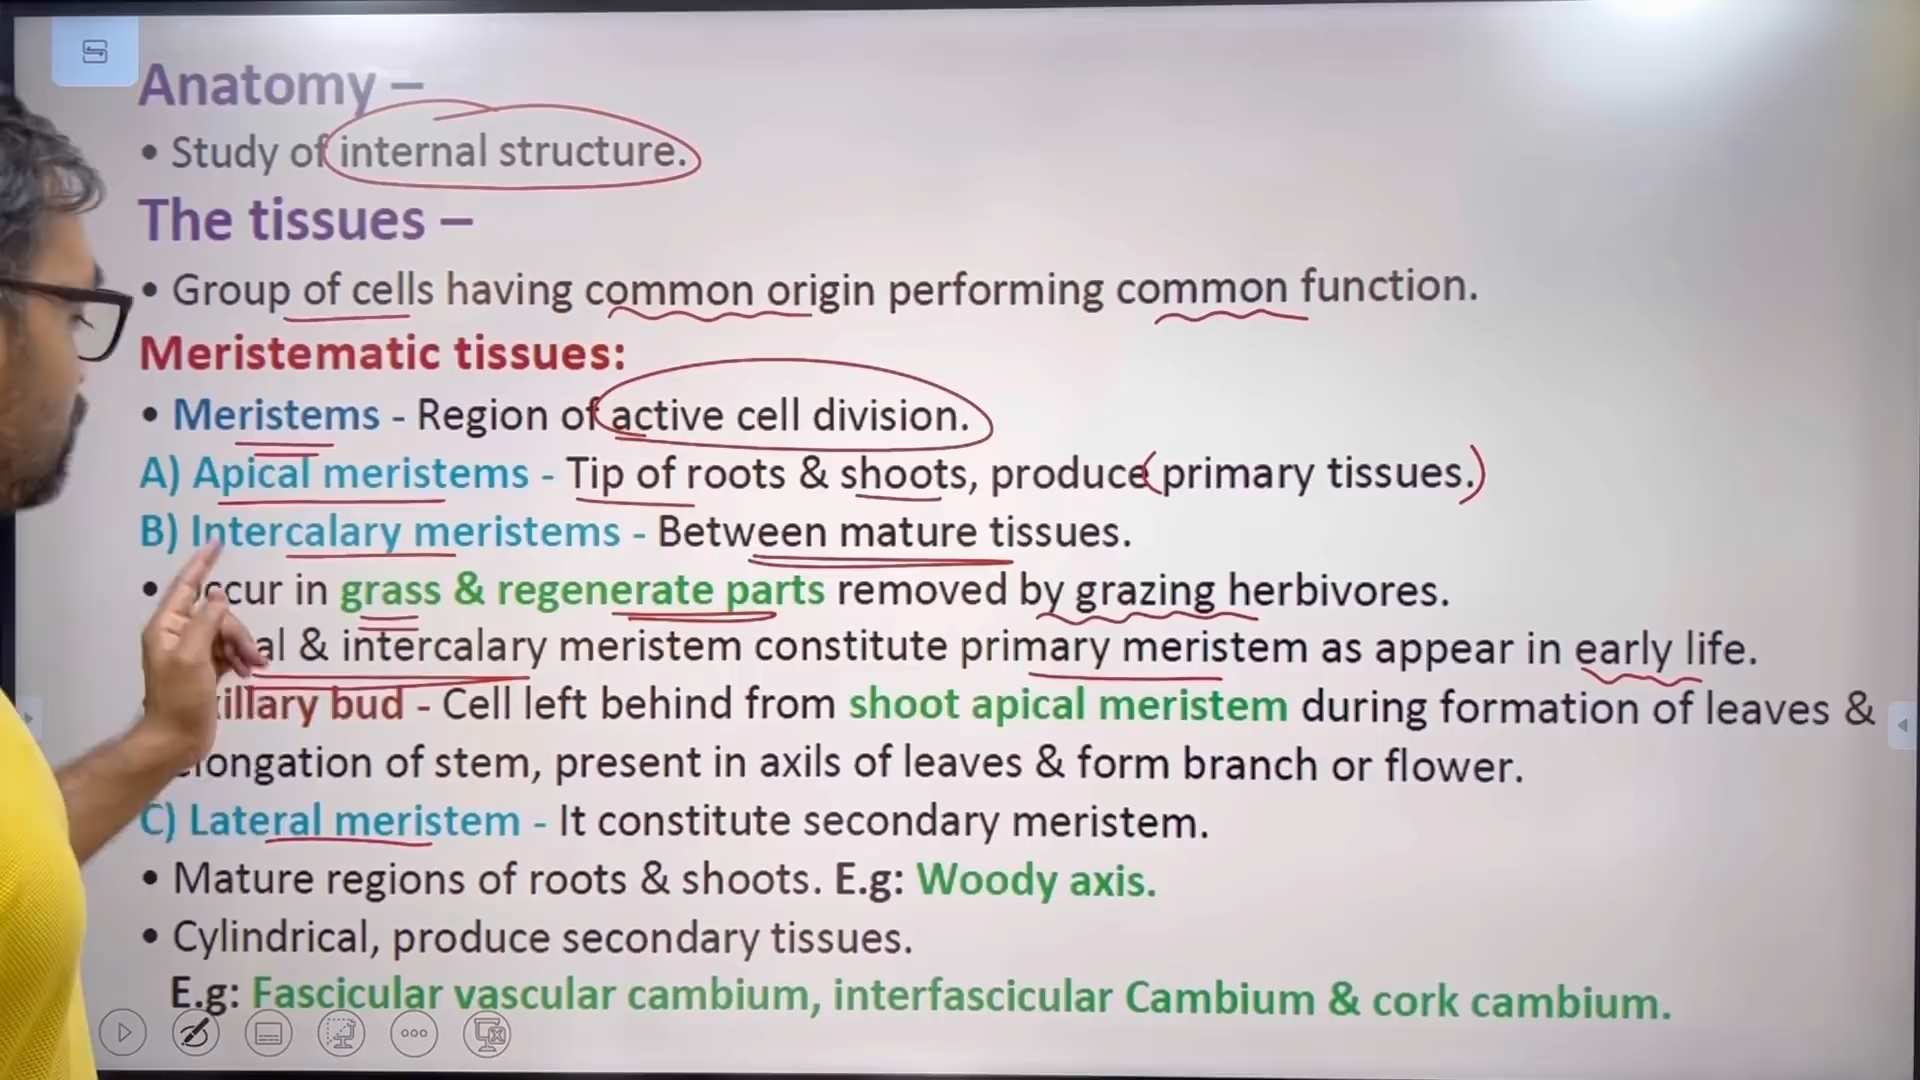 Anatomy –
• Study of internal structure.
The tissues –
• Group of cells having common origin performing common function.
Meristematic tissues:
• Meristems - Region of active cell division.
A) Apical meristems - Tip of roots & shoots, produce primary tissues.
B) Intercalary meristems - Between mature tissues.
• occur in grass & regenerate parts removed by grazing herbivores.
& intercalary meristem constitute primary meristem as appear in early life.
bud - Cell left behind from shoot apical meristem during formation of leaves &
of stem, present in axils of leaves & form branch or flower.
C) Lateral meristem - It constitute secondary meristem.
• Mature regions of roots & shoots. E.g: Woody axis.
• Cylindrical, produce secondary tissues.
E.g: Fascicular vascular cambium, interfascicular Cambium & cork cambium.